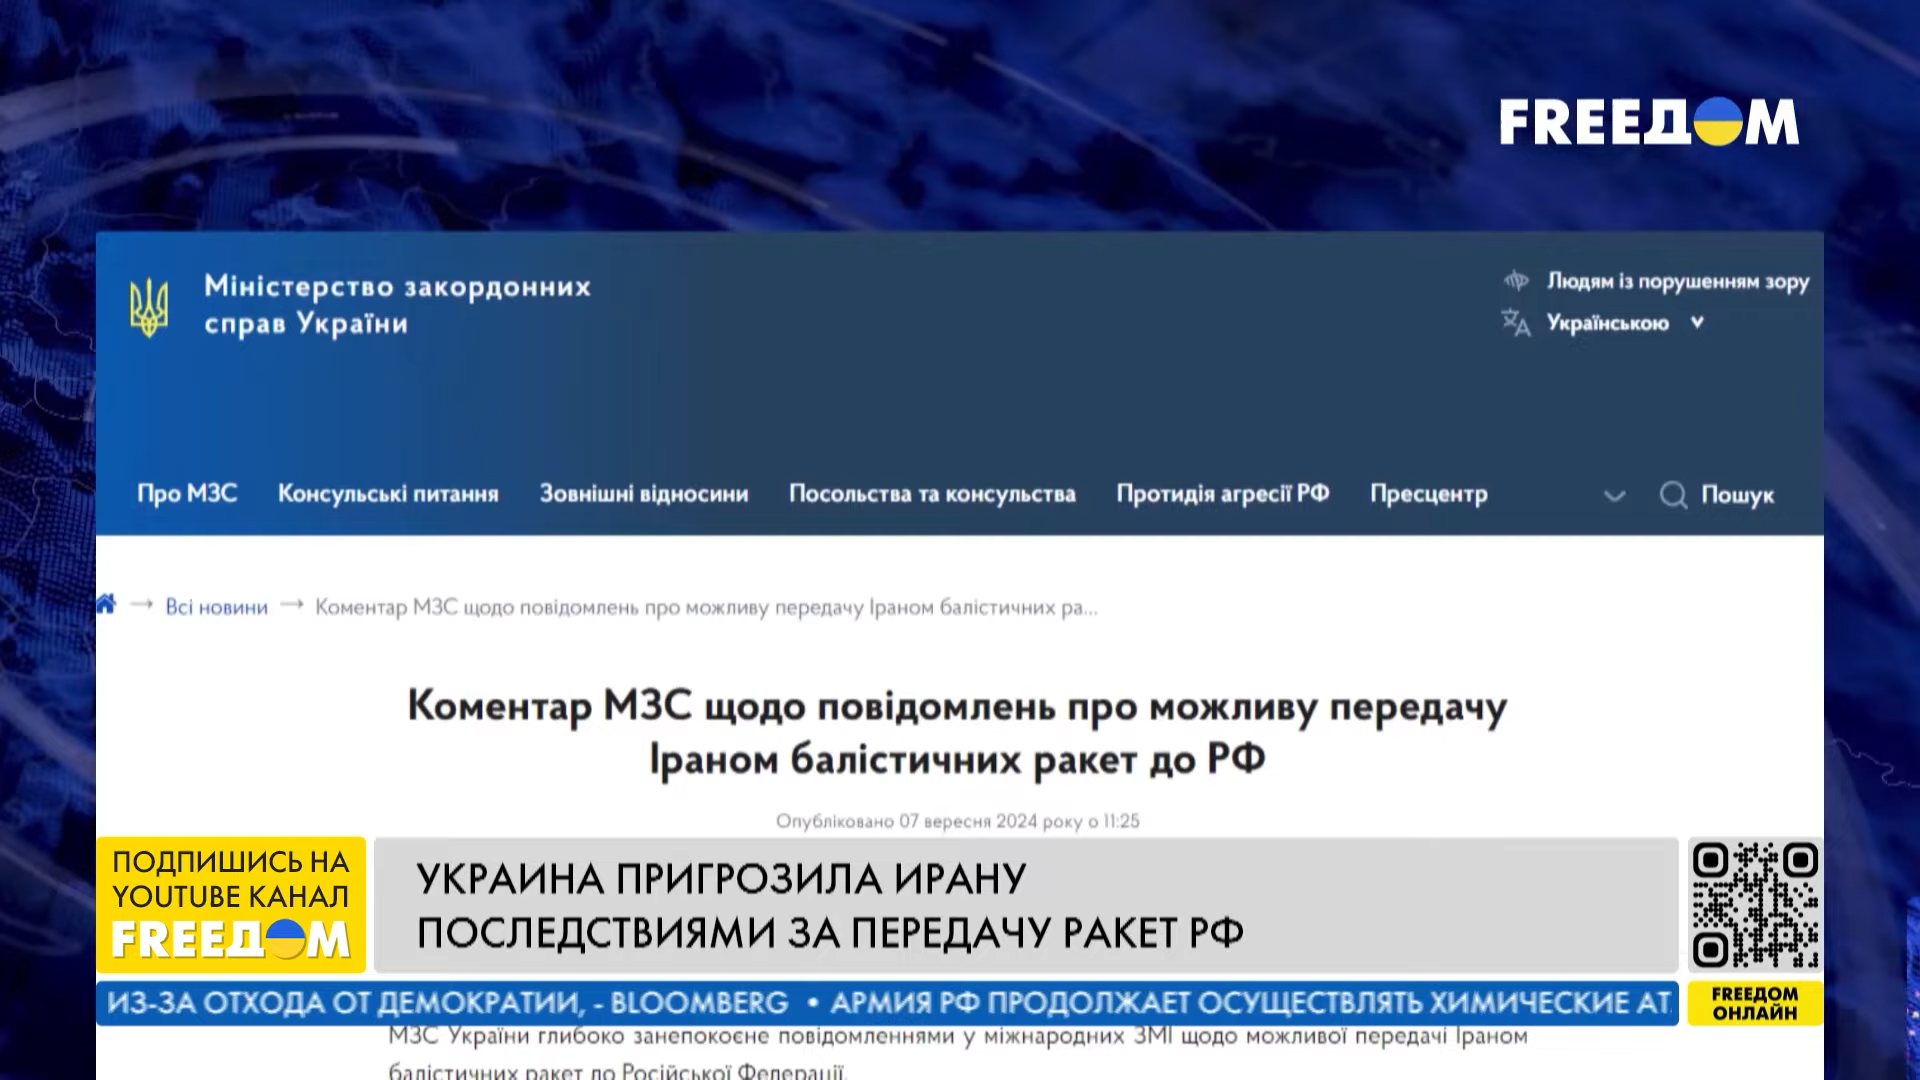 FREEДOM
Міністерство закордонних
справ України
Людям із порушенням зору
Українською
Про МЗС Консульські питання Зовнішні відносини Посольства та консульства Протидія агресії РФ Пресцентр Пошук
Всі новини → Коментар МЗС щодо повідомлень про можливу передачу Іраном балістичних ра...
Коментар МЗС щодо повідомлень про можливу передачу
Іраном балістичних ракет до РФ
Опубліковано 07 вересня 2024 року о 11:25
ПОДПИШИСЬ НА
YOUTUBE КАНАЛ
FREEДOM
УКРАИНА ПРИГРОЗИЛА ИРАНУ
ПОСЛЕДСТВИЯМИ ЗА ПЕРЕДАЧУ РАКЕТ РФ
ИЗ-ЗА ОТХОДА ОТ ДЕМОКРАТИИ, - BLOOMBERG • АРМИЯ РФ ПРОДОЛЖАЕТ ОСУЩЕСТВЛЯТЬ ХИМИЧЕСКИЕ АТ
FREEДOM
ОНЛАЙН
МЗС України глибоко занепокоєне повідомленнями у міжнародних ЗМІ щодо можливої передачі Іраном
балістичних ракет до Російської Федерації.